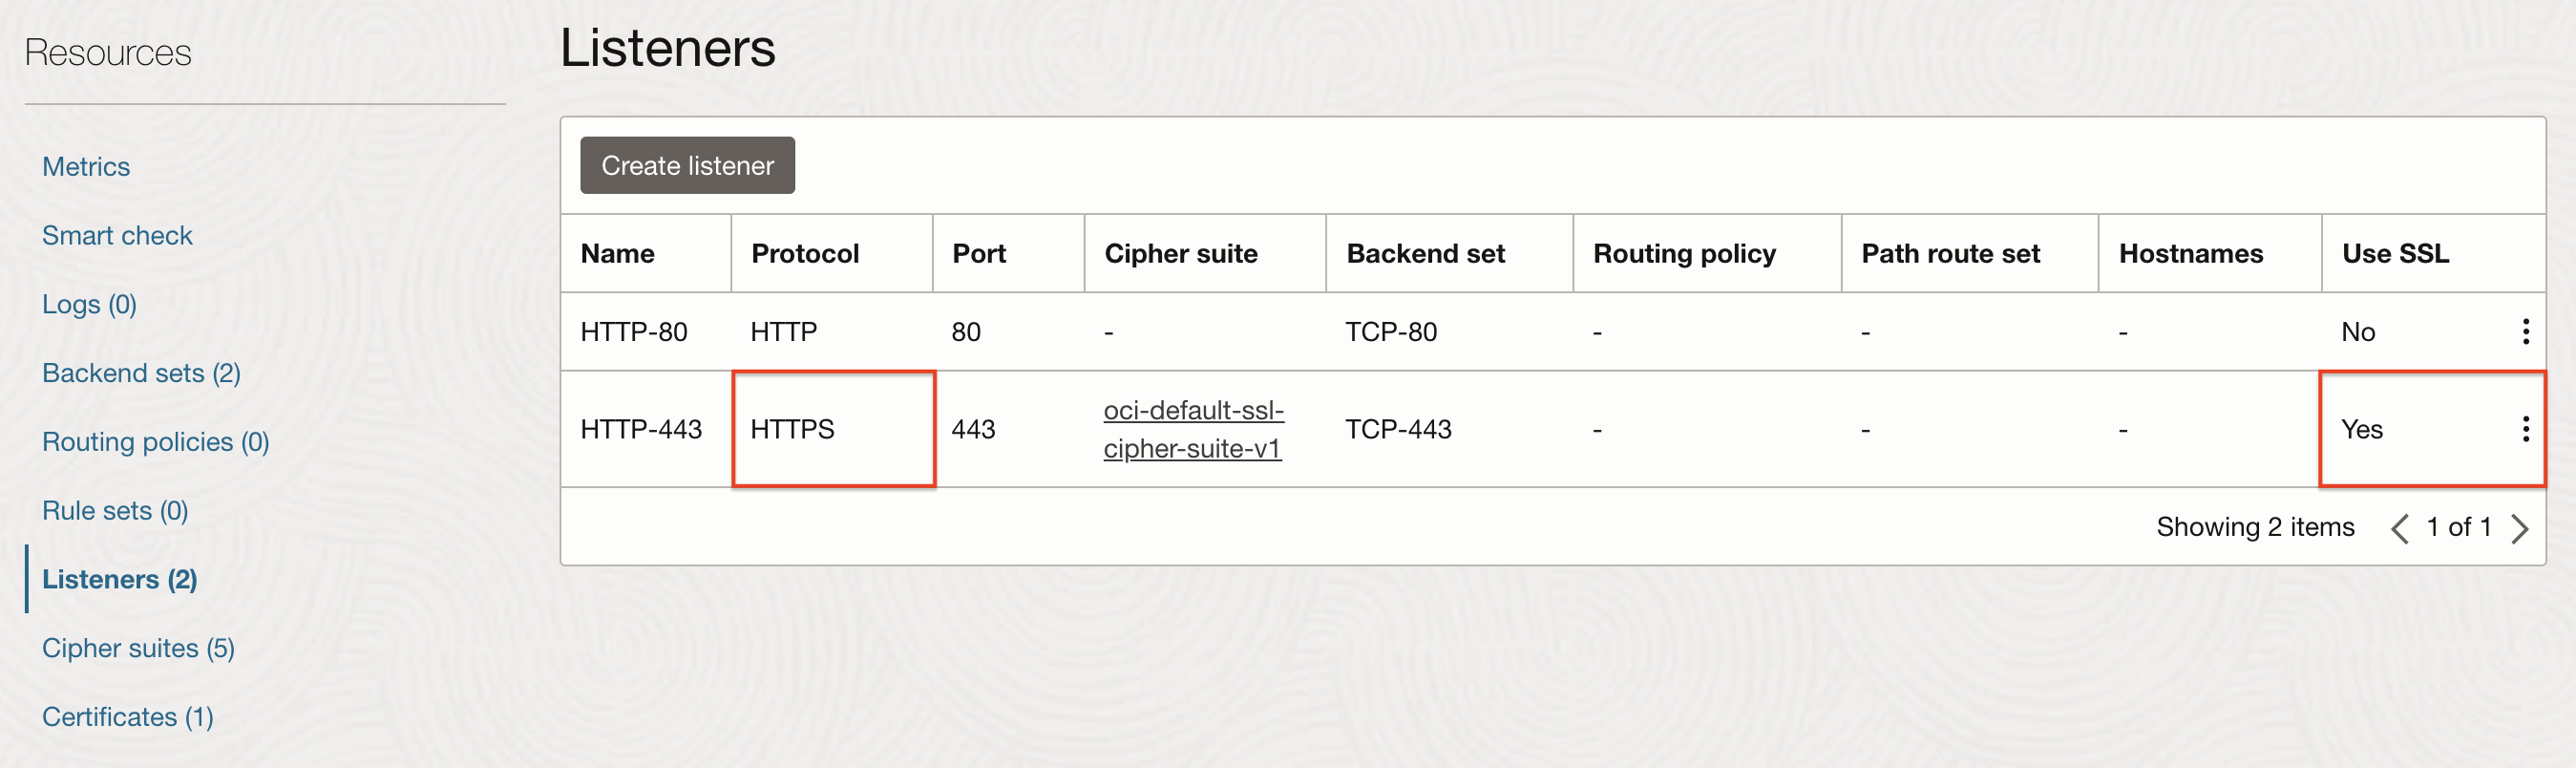 Resources
Metrics
Smart check
Logs (0)
Backend sets (2)
Routing policies (0)
Rule sets (0)
Listeners (2)
Cipher suites (5)
Certificates (1)
Listeners
Create listener
Name Protocol Port Cipher suite Backend set Routing policy Path route set Hostnames Use SSL
HTTP-80 HTTP 80 - TCP-80 - - - No
HTTP-443 HTTPS 443 oci-default-ssl-
cipher-suite-v1 TCP-443 - - - Yes
Showing 2 items 1 of 1